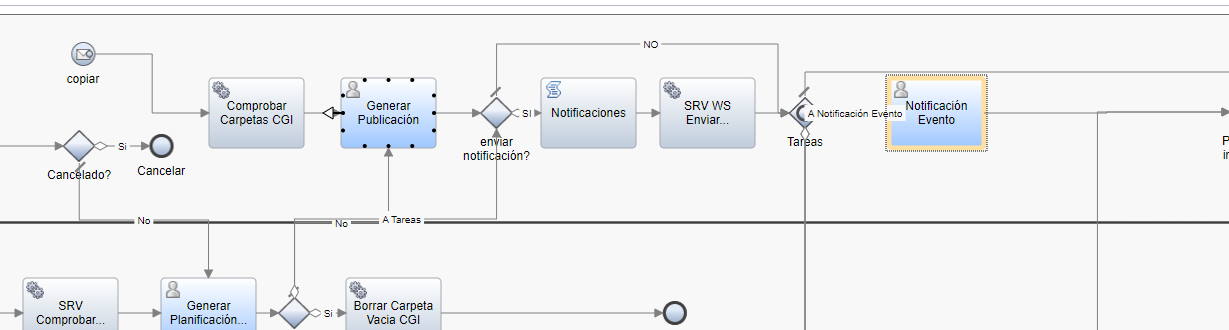 NO
copiar
Comprobar
Carpetas CGI
Generar
Publicación
SI
Notificaciones
SRV WS
Enviar...
A Notificación Evento
Notificación
Evento
enviar
notificación?
Tareas
Cancelado?
Si
Cancelar
No
No
A Tareas
SRV
Comprobar...
Generar
Planificación...
Si
Borrar Carpeta
Vacia CGI